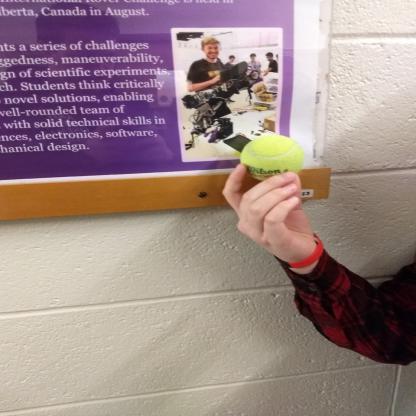 International Rover Challenge is held in
lberta, Canada in August.
nts a series of challenges
ggedness, maneuverability,
gn of scientific experiments,
ch. Students think critically
novel solutions, enabling
well-rounded team of
with solid technical skills in
ences, electronics, software,
hanical design.
Wilson